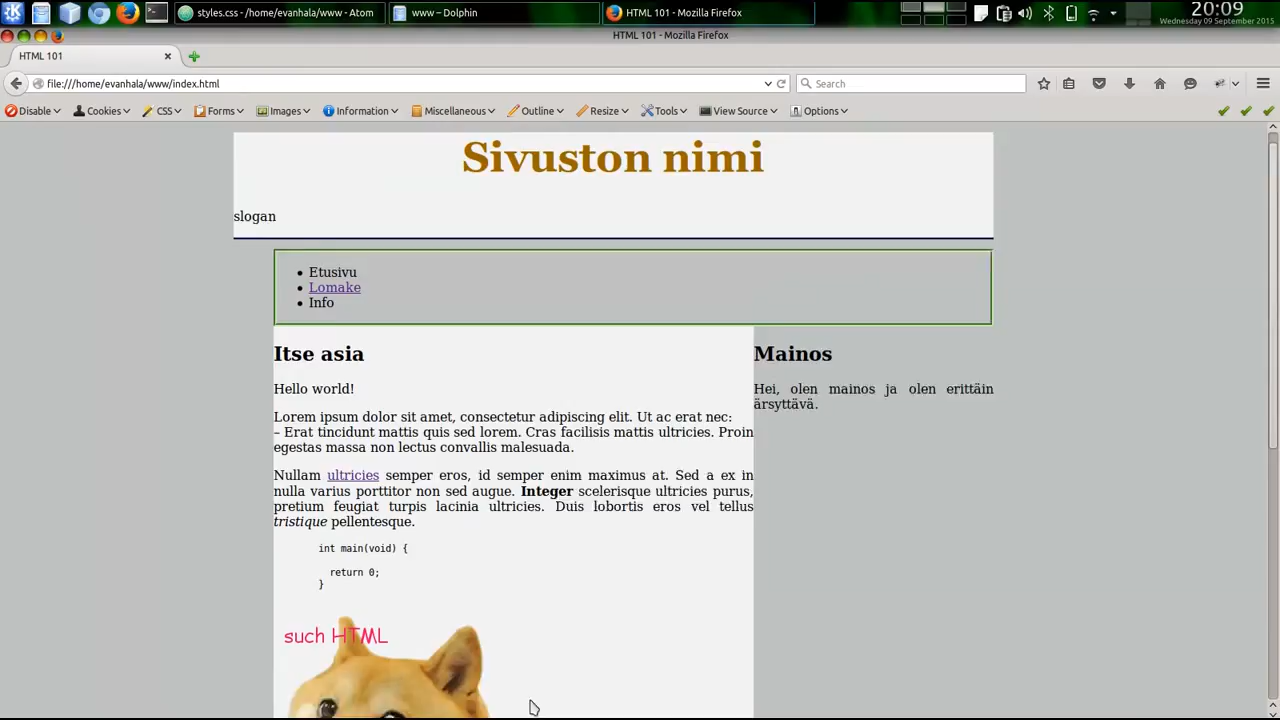 styles.css - /home/evanhala/www - Atom
www – Dolphin
HTML 101 - Mozilla Firefox
20:09
Wednesday 09 September 2015
HTML 101 - Mozilla Firefox
HTML 101
file:///home/evanhala/www/index.html
Search
Disable
Cookies
CSS
Forms
Images
Information
Miscellaneous
Outline
Resize
Tools
View Source
Options
Sivuston nimi
slogan
• Etusivu
• Lomake
• Info
Itse asia
Hello world!
Lorem ipsum dolor sit amet, consectetur adipiscing elit. Ut ac erat nec:
– Erat tincidunt mattis quis sed lorem. Cras facilisis mattis ultricies. Proin
egestas massa non lectus convallis malesuada.
Nullam ultricies semper eros, id semper enim maximus at. Sed a ex in
nulla varius porttitor non sed augue. Integer scelerisque ultricies purus,
pretium feugiat turpis lacinia ultricies. Duis lobortis eros vel tellus
tristique pellentesque.
int main(void) {
return 0;
}
such HTML
Mainos
Hei, olen mainos ja olen erittäin
ärsyttävä.